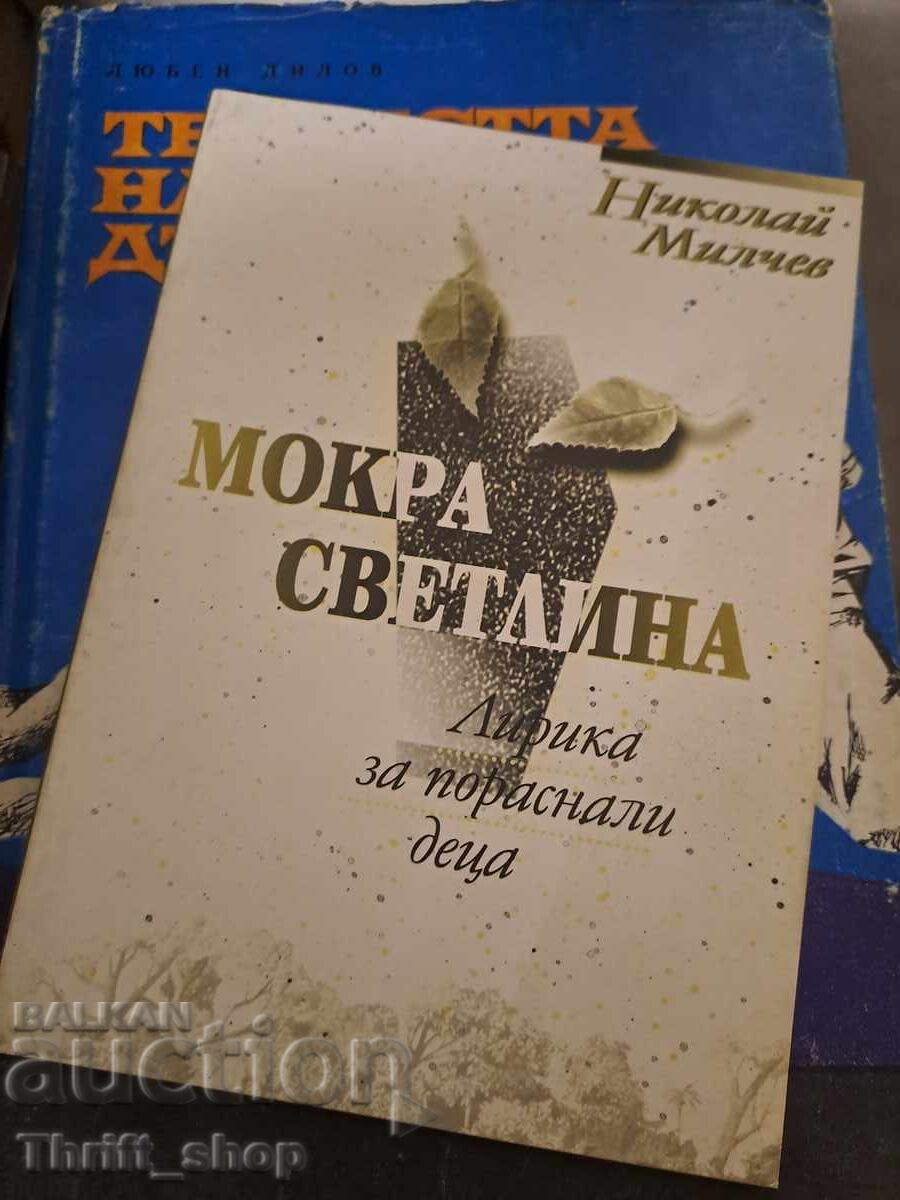 ЛЮБЕН ДИЛОВ
Николай
Милчев
МОКРА
СВЕТЛИНА
Лирика
за пораснали
деца
BALKAN
auction
Thrift_shop